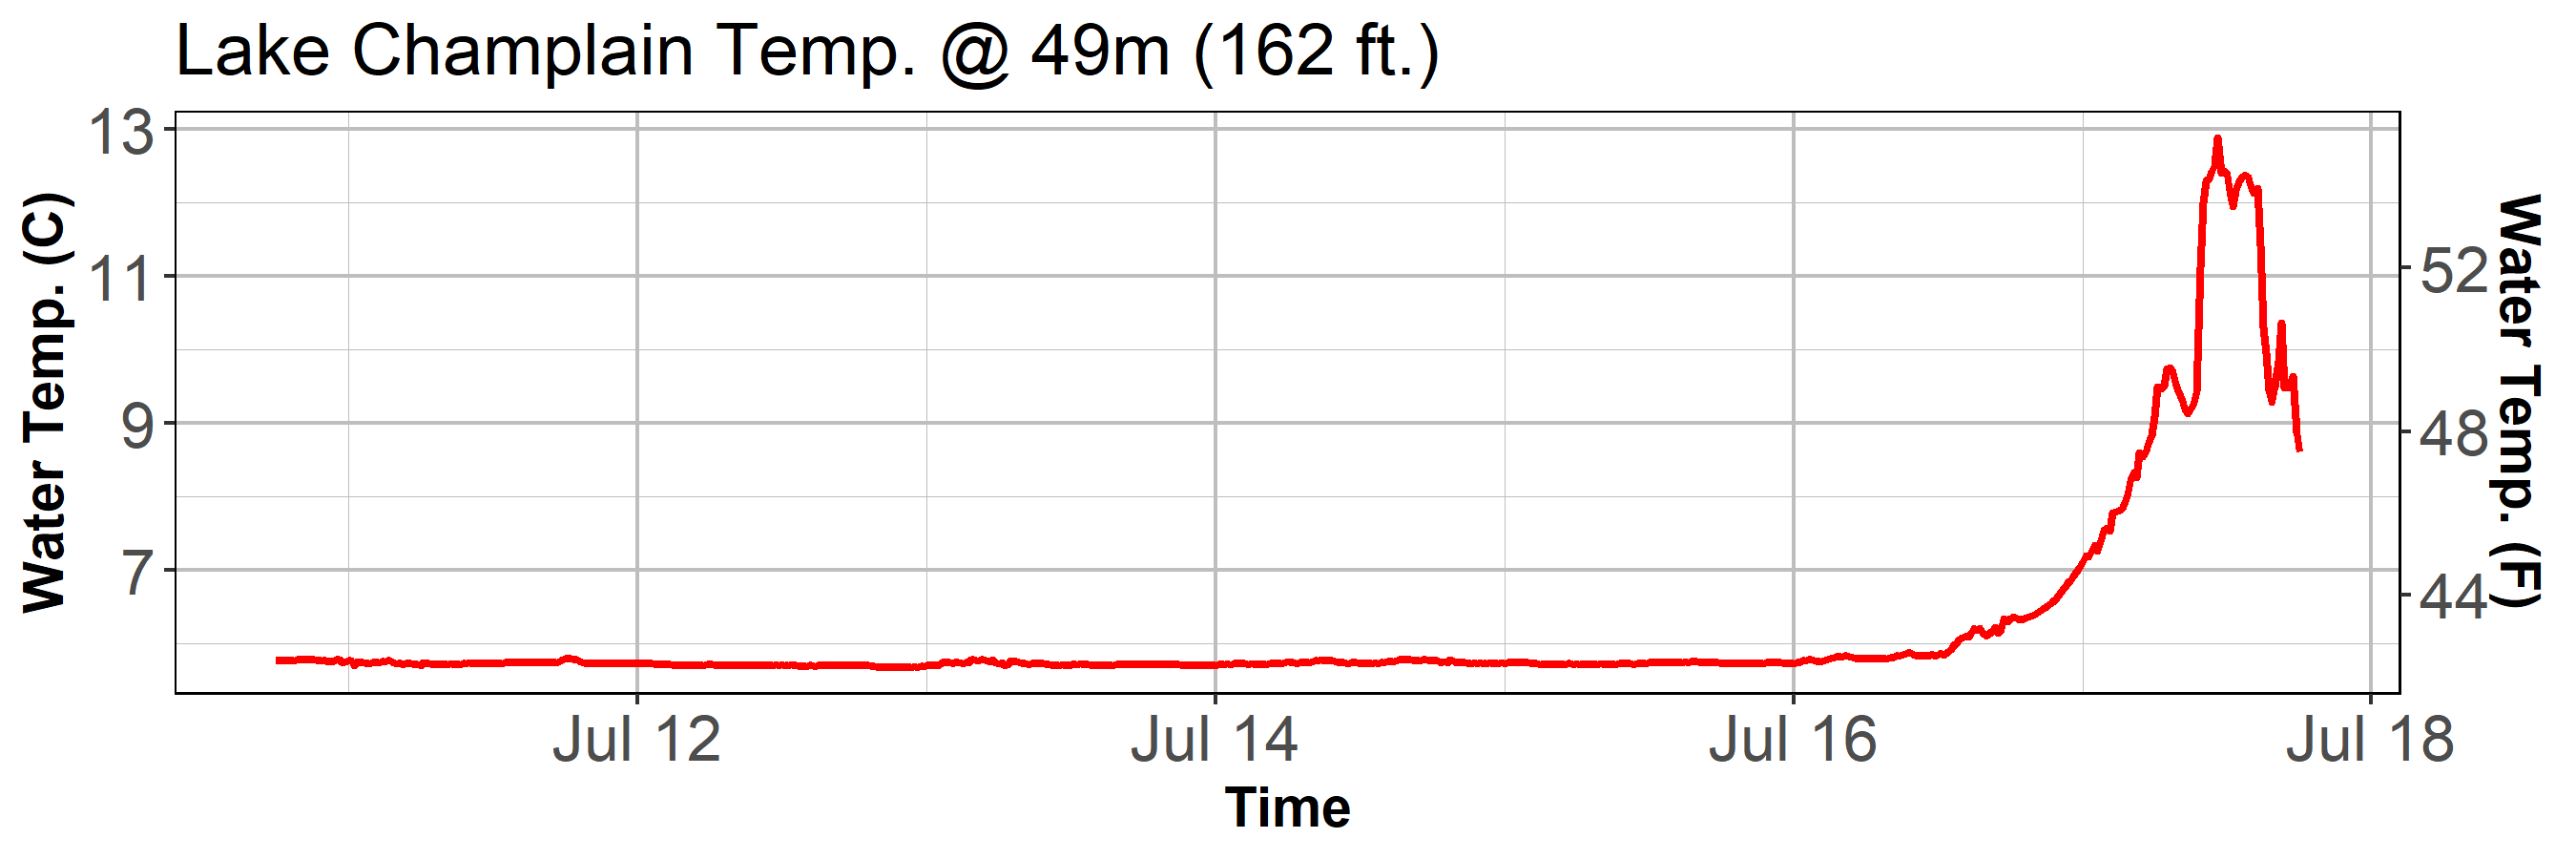 Lake Champlain Temp. @ 49m (162 ft.)
Water Temp. (C)
13
11
9
7
52
48
44
Water Temp. (F)
Jul 12 Jul 14 Jul 16 Jul 18
Time